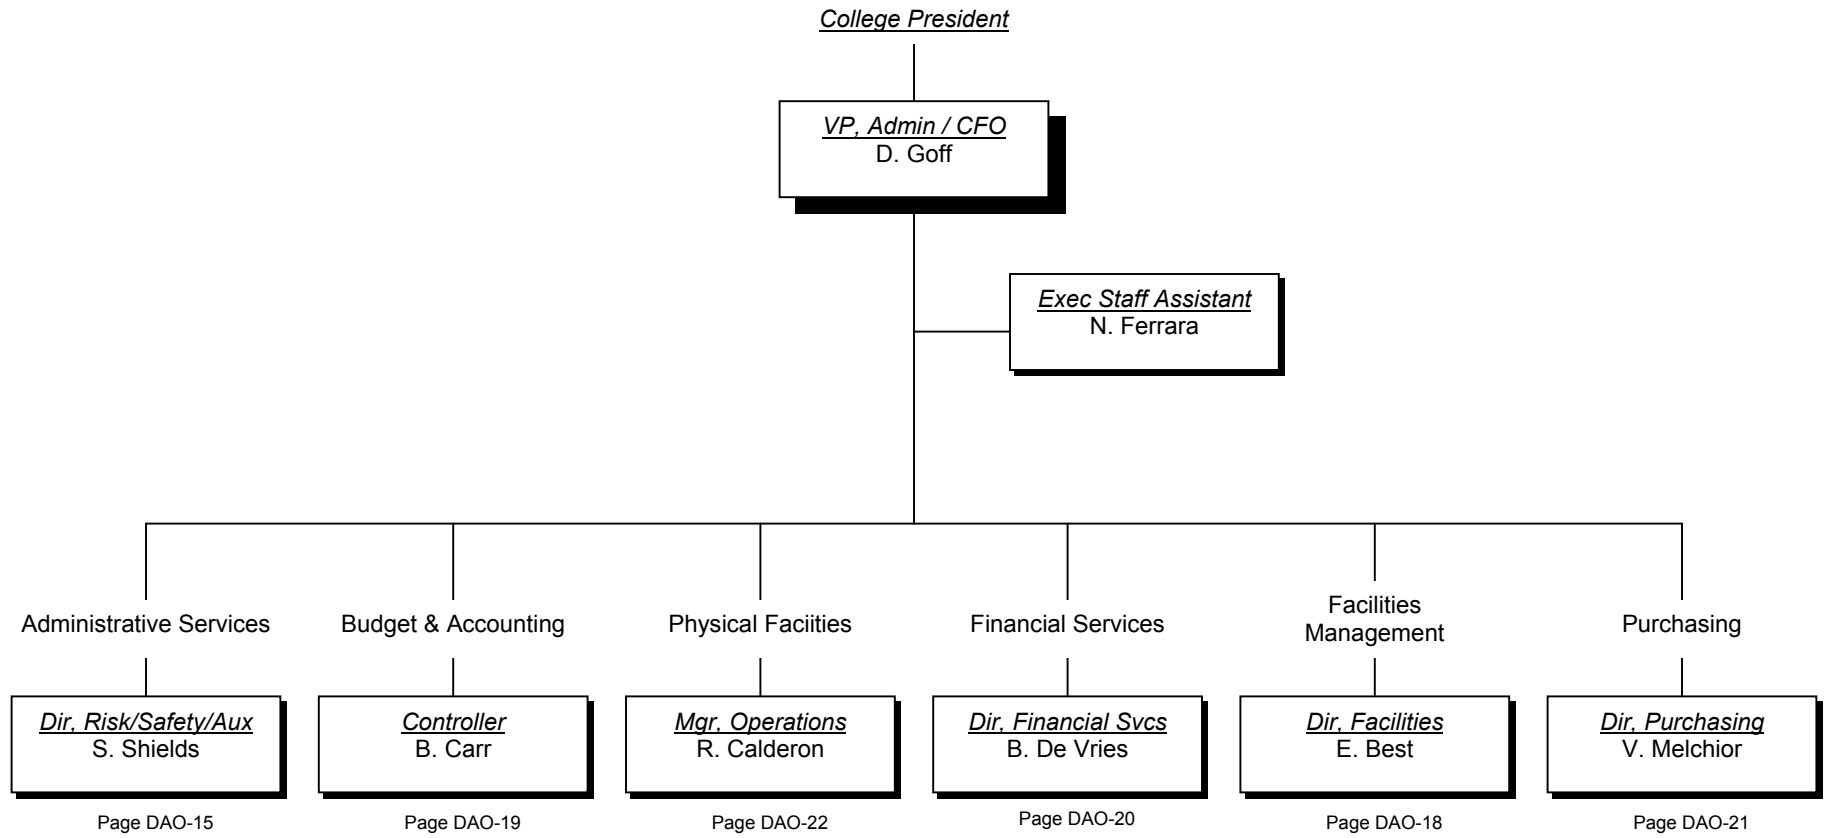 College President
VP, Admin / CFO
D. Goff
Exec Staff Assistant
N. Ferrara
Administrative Services
Budget & Accounting
Physical Faciities
Financial Services
Facilities
Management
Purchasing
Dir, Risk/Safety/Aux
S. Shields
Controller
B. Carr
Mgr, Operations
R. Calderon
Dir, Financial Svcs
B. De Vries
Dir, Facilities
E. Best
Dir, Purchasing
V. Melchior
Page DAO-15
Page DAO-19
Page DAO-22
Page DAO-20
Page DAO-18
Page DAO-21